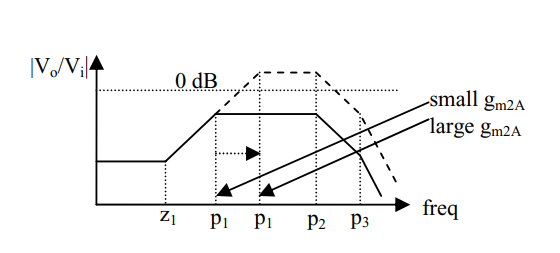 |Vo/Vi|
0 dB
small gm2A
large gm2A
z1 p1 p1 p2 p3 freq